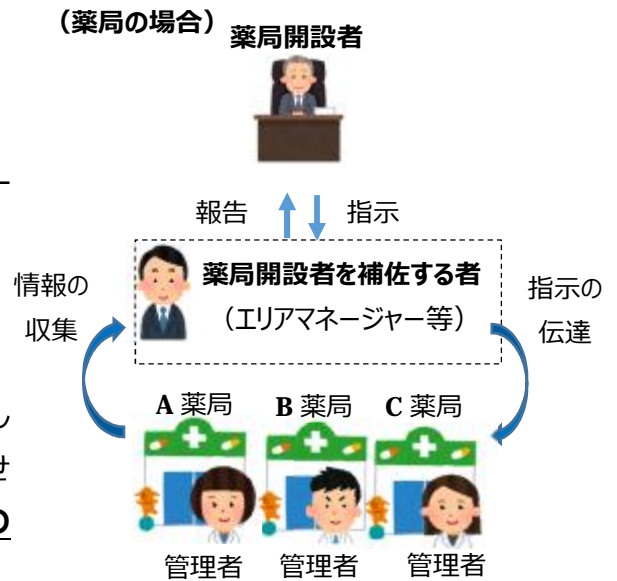 （薬局の場合）
薬局開設者
報告
指示
薬局開設者を補佐する者
（エリアマネージャー等）
情報の
収集
指示の
伝達
A 薬局
B 薬局
C 薬局
管理者
管理者
管理者
せ
の